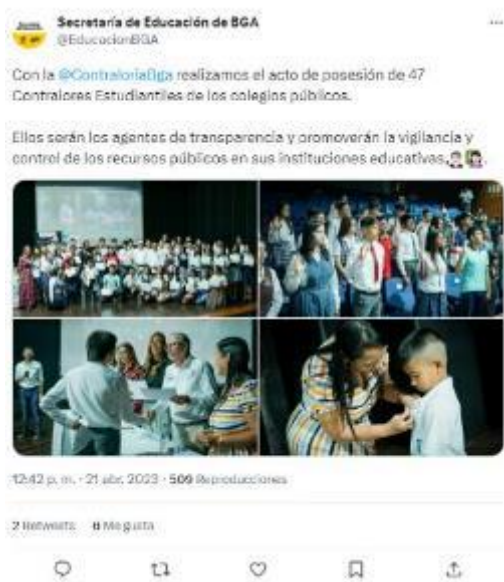 Secretaría de Educación de BGA
@EducacionBGA
Con la @ContraloriaBga realizamos el acto de posesión de 47
Contralores Estudiantiles de los colegios públicos.
Ellos serán los agentes de transparencia y promoverán la vigilancia y
control de los recursos públicos en sus instituciones educativas.
12:42 p. m. · 21 abr. 2023 · 509 Reproducciones
2 Retweets Me gusta